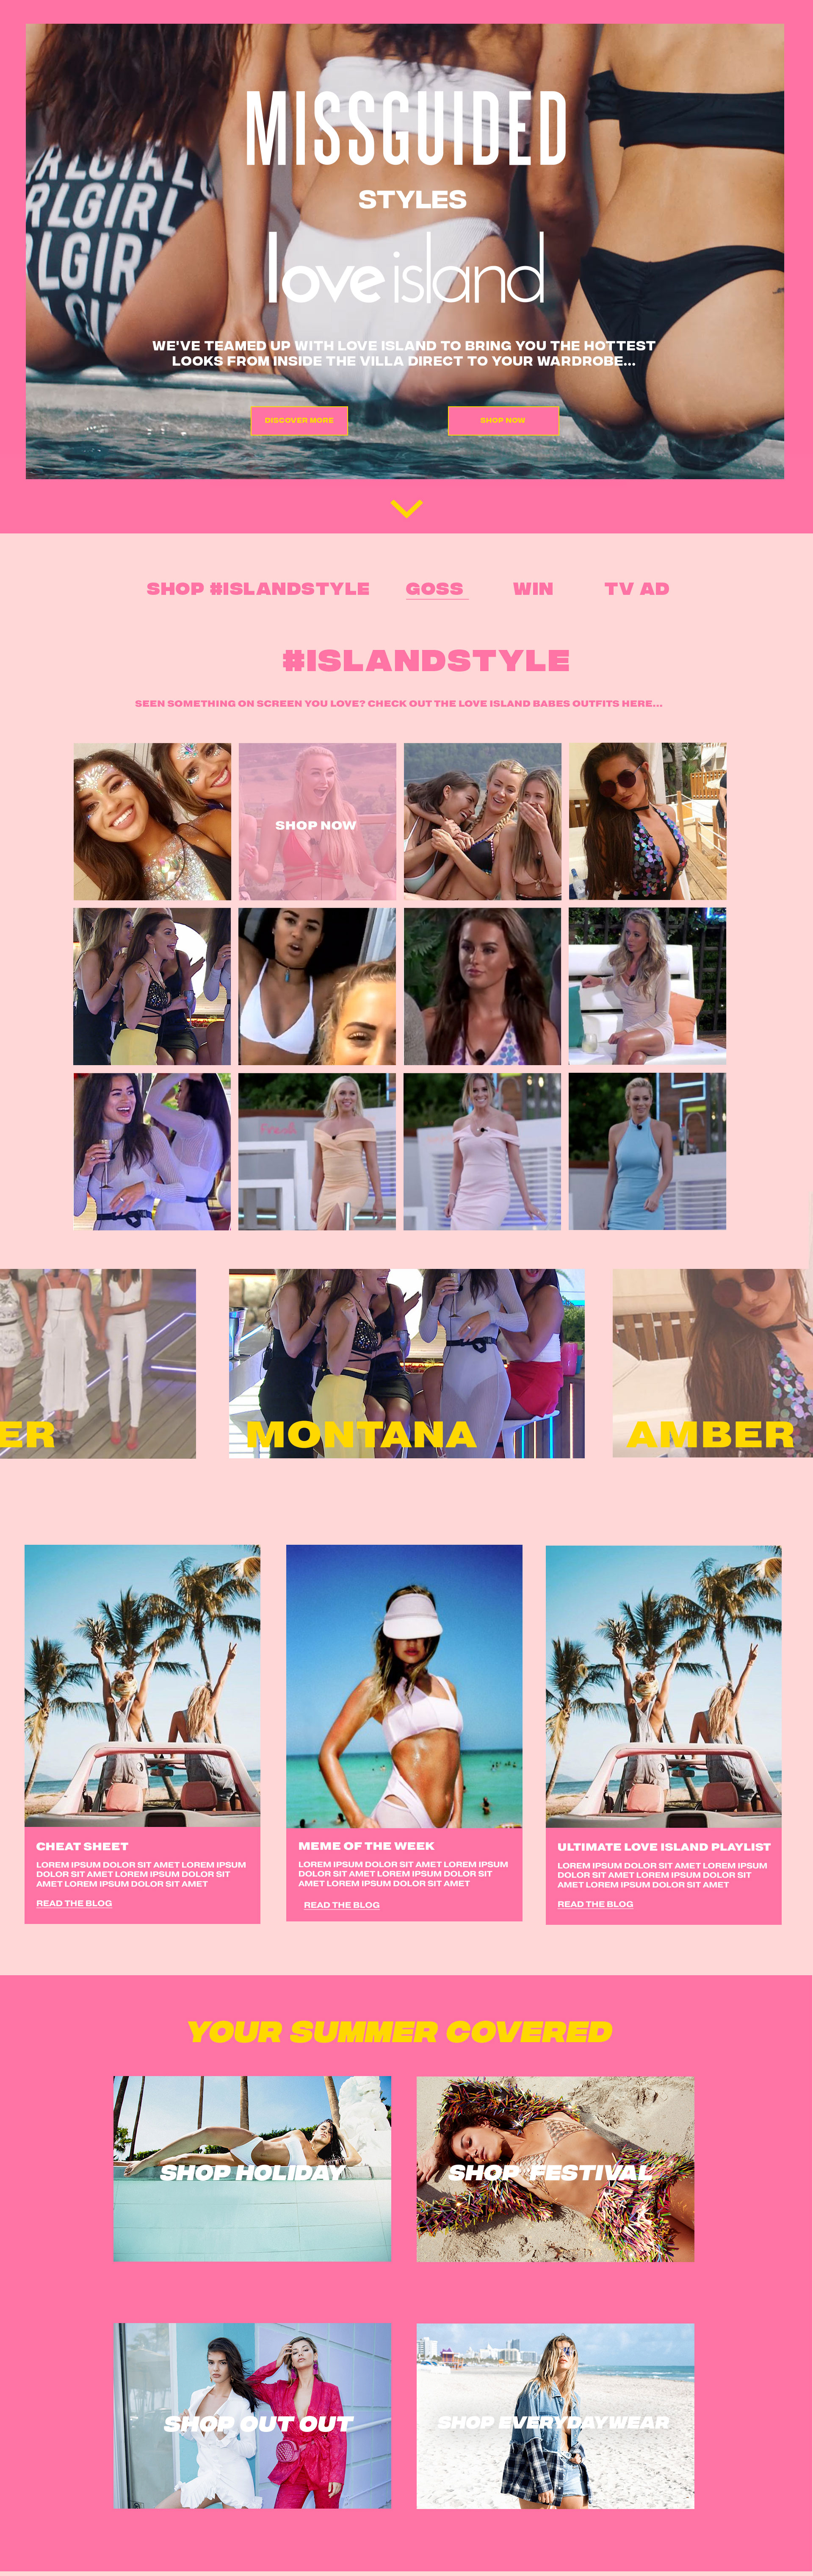 RLGIRL
RLGIRL
LGIRL
MISSGUIDED
STYLES
loveisland
WE'VE TEAMED UP WITH LOVE ISLAND TO BRING YOU THE HOTTEST
LOOKS FROM INSIDE THE VILLA DIRECT TO YOUR WARDROBE...
DISCOVER MORE
SHOP NOW
SHOP #ISLANDSTYLE
GOSS
WIN
TV AD
#ISLANDSTYLE
SEEN SOMETHING ON SCREEN YOU LOVE? CHECK OUT THE LOVE ISLAND BABES OUTFITS HERE...
SHOP NOW
ER
MONTANA
AMBER
CHEAT SHEET
LOREM IPSUM DOLOR SIT AMET LOREM IPSUM
DOLOR SIT AMET LOREM IPSUM DOLOR SIT
AMET LOREM IPSUM DOLOR SIT AMET
READ THE BLOG
MEME OF THE WEEK
LOREM IPSUM DOLOR SIT AMET LOREM IPSUM
DOLOR SIT AMET LOREM IPSUM DOLOR SIT
AMET LOREM IPSUM DOLOR SIT AMET
READ THE BLOG
ULTIMATE LOVE ISLAND PLAYLIST
LOREM IPSUM DOLOR SIT AMET LOREM IPSUM
DOLOR SIT AMET LOREM IPSUM DOLOR SIT
AMET LOREM IPSUM DOLOR SIT AMET
READ THE BLOG
YOUR SUMMER COVERED
SHOP HOLIDAY
SHOP FESTIVAL
SHOP OUT OUT
SHOP EVERYDAYWEAR